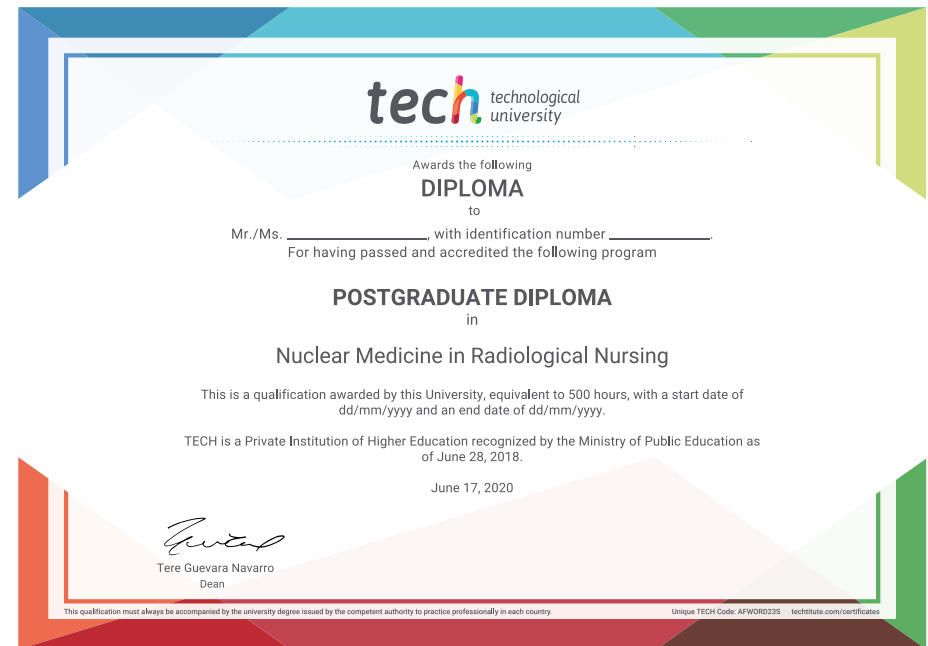 tech technological
university
Awards the following
DIPLOMA
to
Mr./Ms. ____________________, with identification number ______________.
For having passed and accredited the following program
POSTGRADUATE DIPLOMA
in
Nuclear Medicine in Radiological Nursing
This is a qualification awarded by this University, equivalent to 500 hours, with a start date of
dd/mm/yyyy and an end date of dd/mm/yyyy.
TECH is a Private Institution of Higher Education recognized by the Ministry of Public Education as
of June 28, 2018.
June 17, 2020
Tere Guevara Navarro
Dean
This qualification must always be accompanied by the university degree issued by the competent authority to practice professionally in each country.
Unique TECH Code: AFWORD23S techtitute.com/certificates